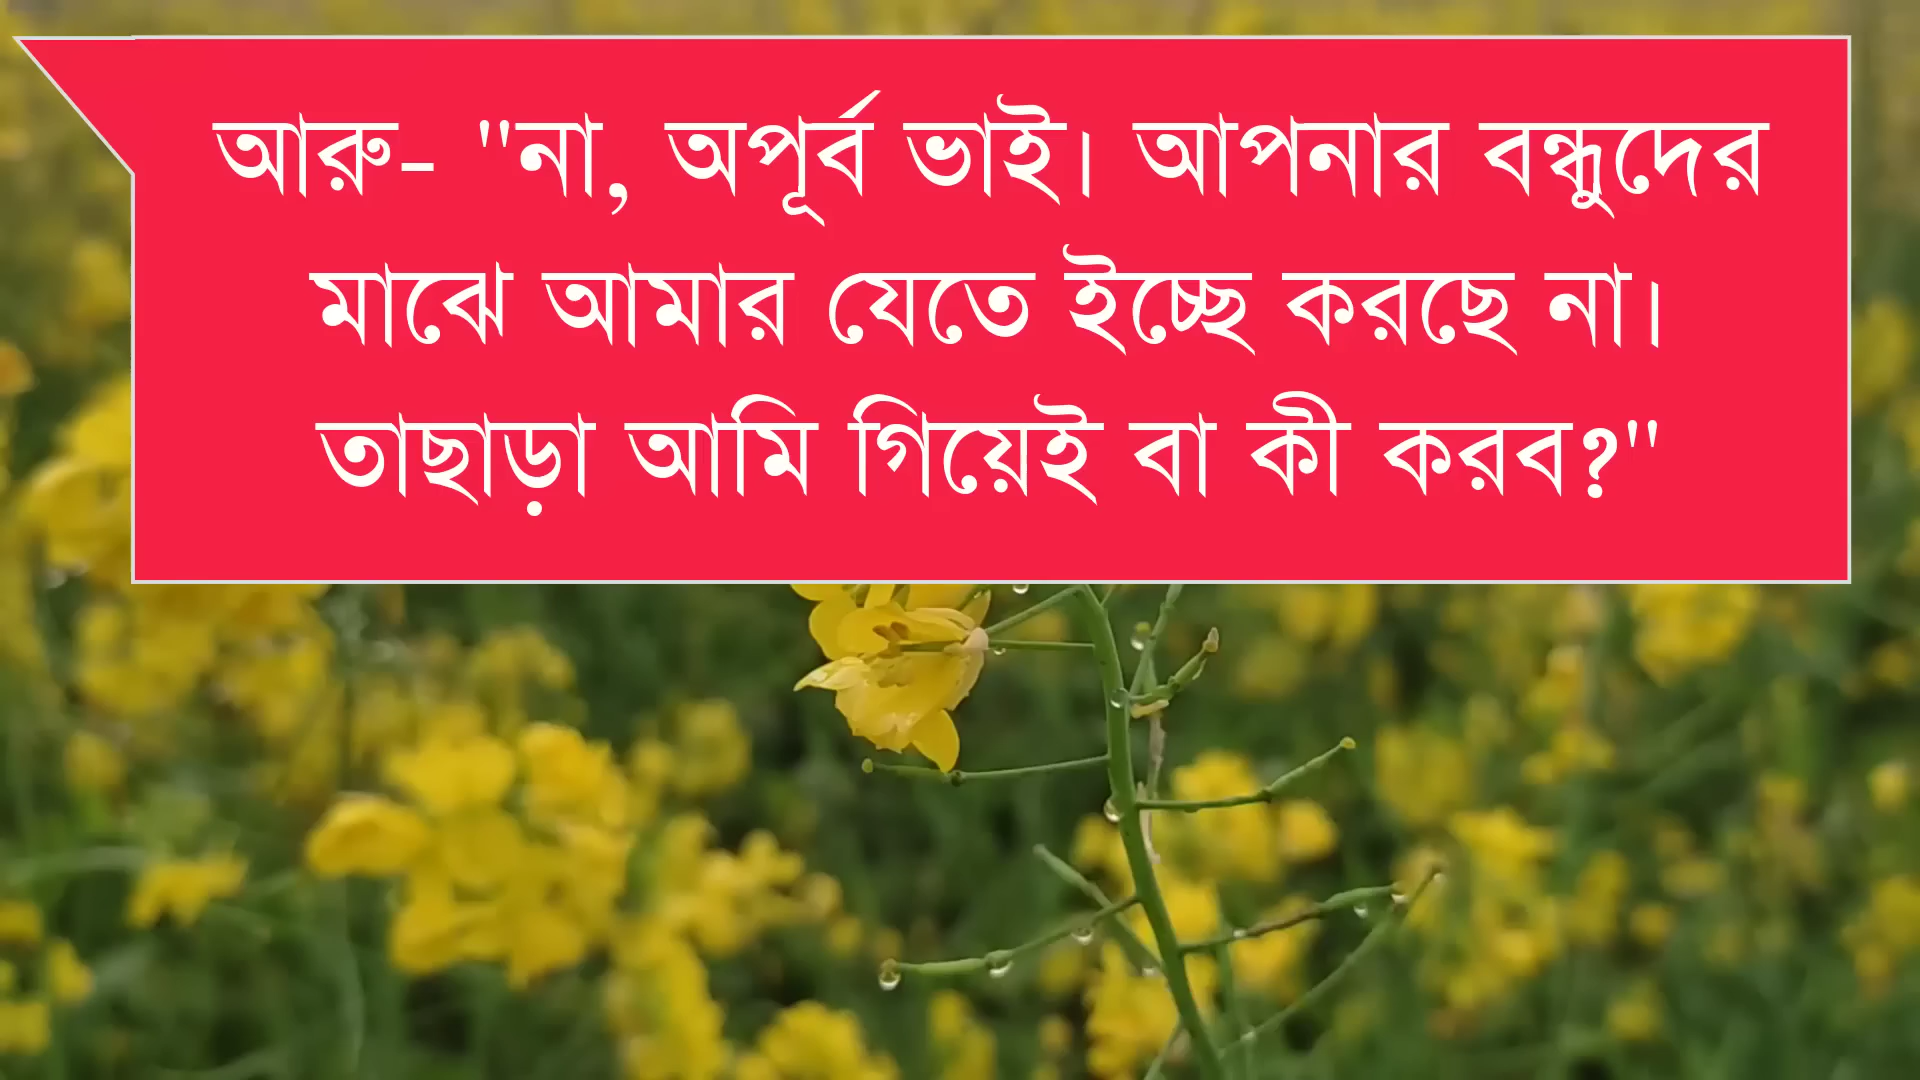 আরু- "না, অপূর্ব ভাই। আপনার বন্ধুদের
মাঝে আমার যেতে ইচ্ছে করছে না।
তাছাড়া আমি গিয়েই বা কী করব?"